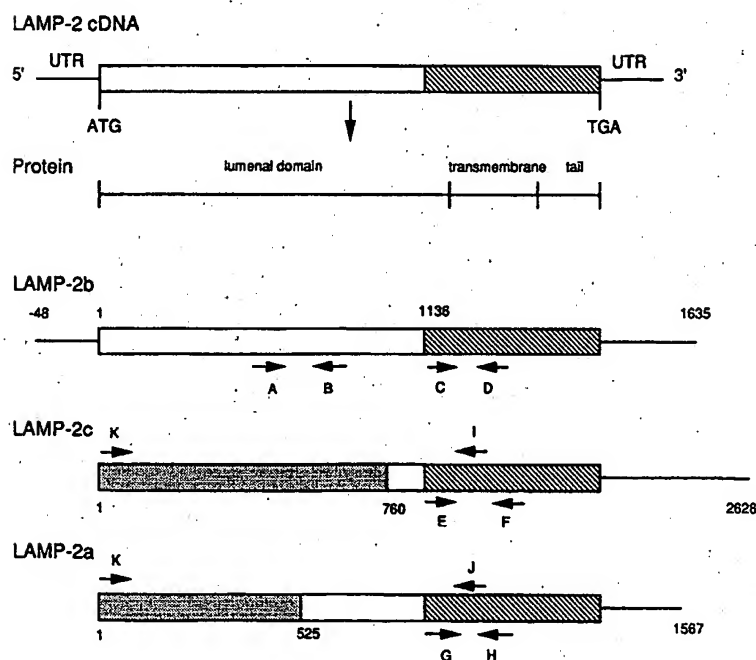 LAMP-2 cDNA
5' UTR UTR 3'
ATG TGA
Protein lumenal domain transmembrane tail
LAMP-2b
-48 1 1136 1635
A B C D
LAMP-2c
K I
1 760 E F 2628
LAMP-2a
K J
1 525 G H 1567